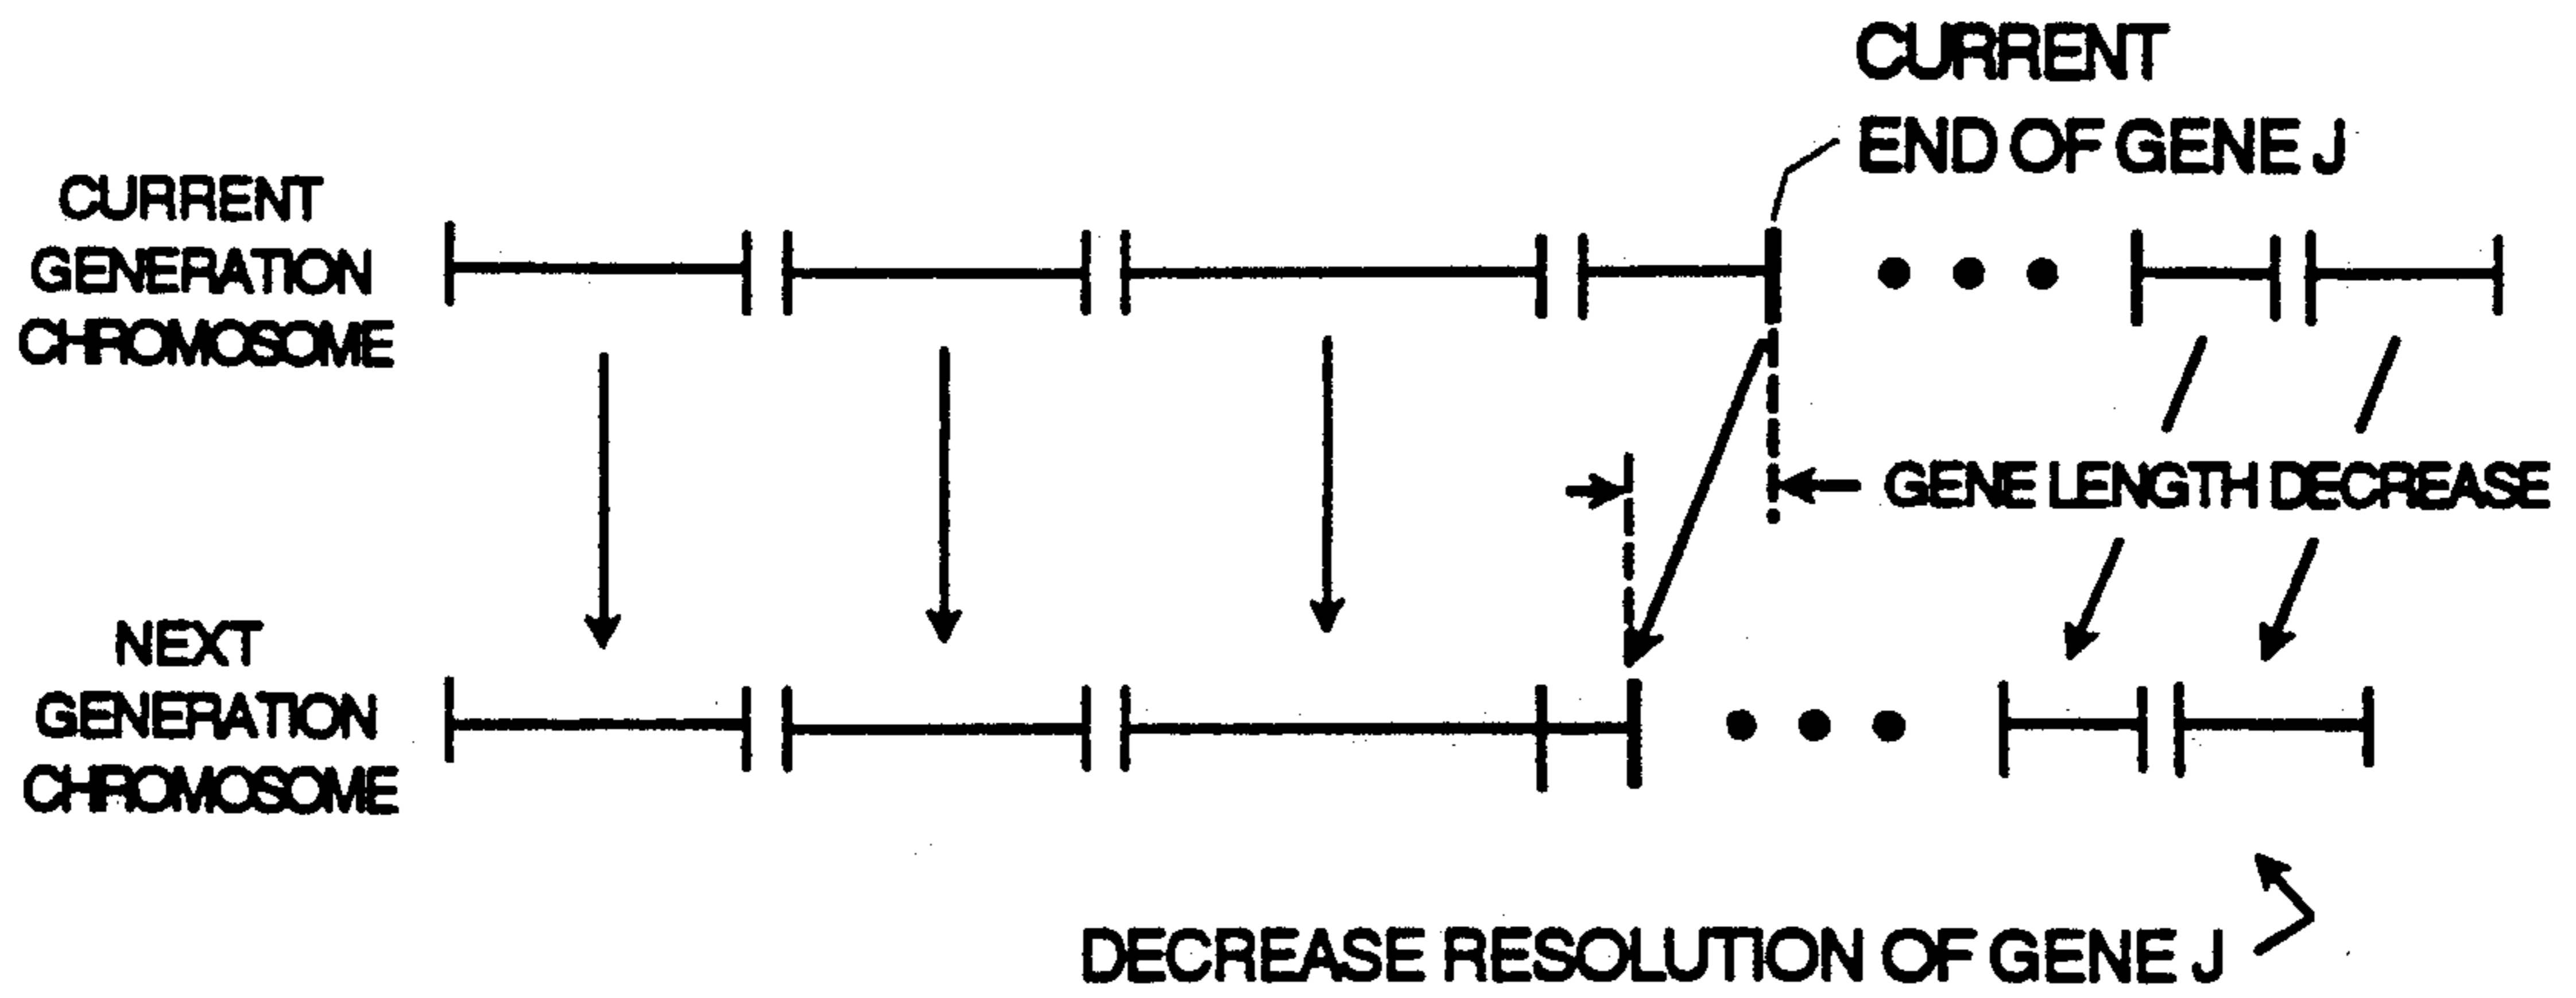 CURRENT
END OF GENE J
CURRENT
GENERATION
CHROMOSOME
GENE LENGTH DECREASE
NEXT
GENERATION
CHROMOSOME
DECREASE RESOLUTION OF GENE J